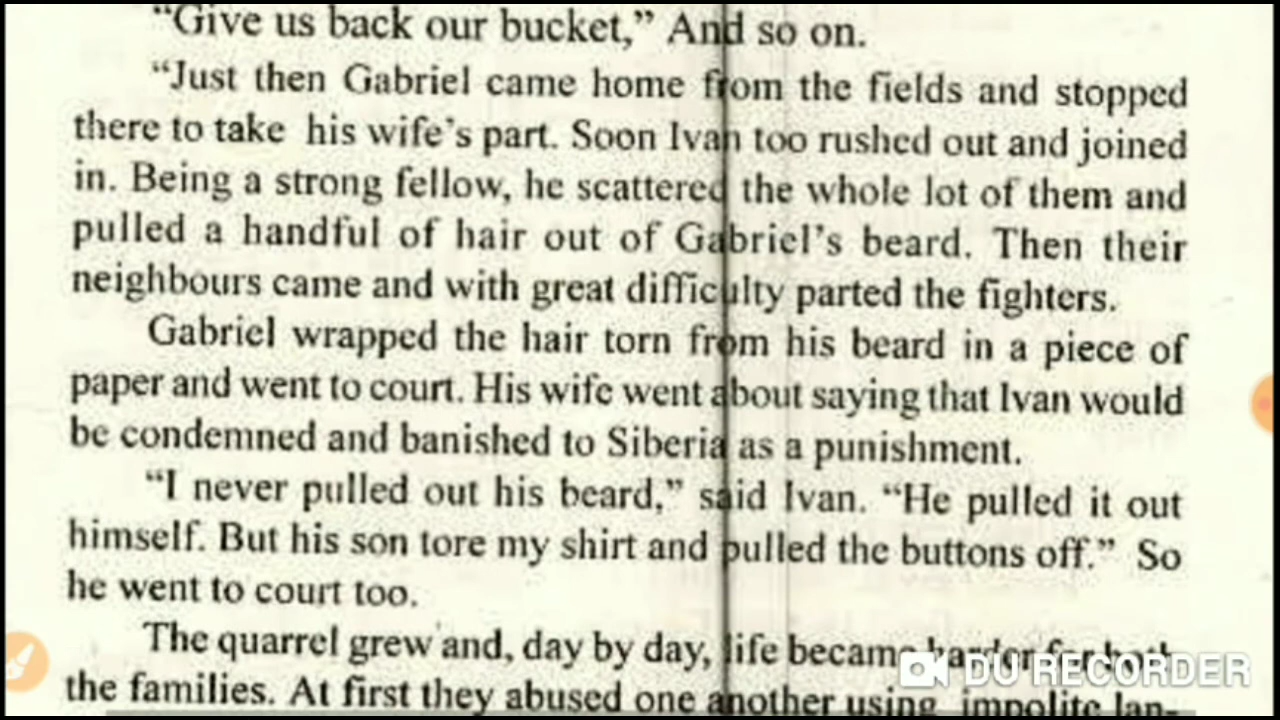 “Give us back our bucket,” And so on.
“Just then Gabriel came home from the fields and stopped
there to take his wife’s part. Soon Ivan too rushed out and joined
in. Being a strong fellow, he scattered the whole lot of them and
pulled a handful of hair out of Gabriel’s beard. Then their
neighbours came and with great difficulty parted the fighters.
Gabriel wrapped the hair torn from his beard in a piece of
paper and went to court. His wife went about saying that Ivan would
be condemned and banished to Siberia as a punishment.
“I never pulled out his beard,” said Ivan. “He pulled it out
himself. But his son tore my shirt and pulled the buttons off.” So
he went to court too.
The quarrel grew and, day by day, life became harder for both
the families. At first they abused one another using impolite lan-
DU RECORDER